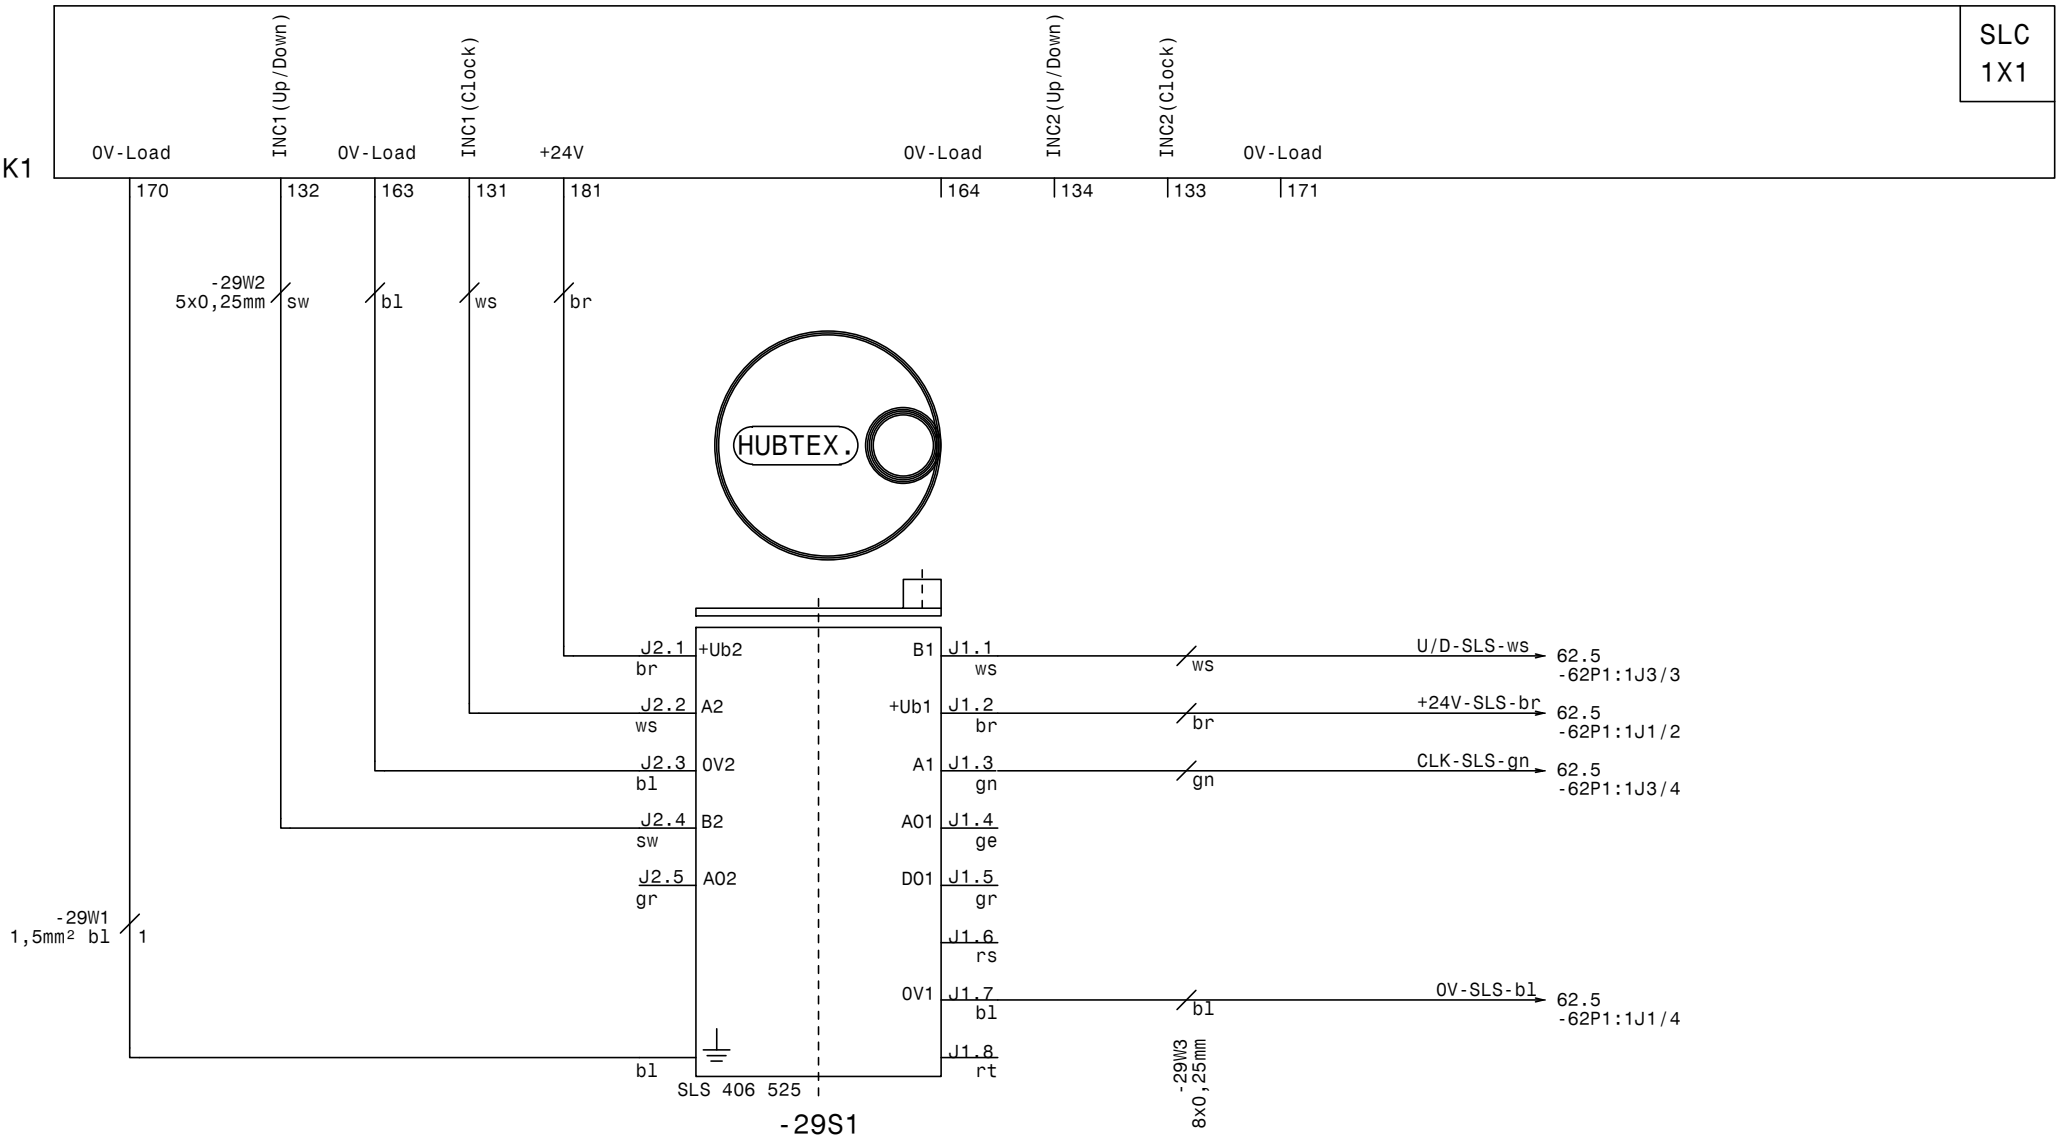 SLC
1X1
INC1(Up/Down)
INC1(Clock)
INC2(Up/Down)
INC2(Clock)
0V-Load
0V-Load
+24V
0V-Load
0V-Load
K1
170
132
163
131
181
164
134
133
171
-29W2
5x0,25mm
sw
bl
ws
br
HUBTEX.
J2.1
+Ub2
B1
J1.1
br
ws
ws
U/D-SLS-ws
62.5
-62P1:1J3/3
J2.2
A2
+Ub1
J1.2
ws
br
br
+24V-SLS-br
62.5
-62P1:1J1/2
J2.3
0V2
A1
J1.3
bl
gn
gn
CLK-SLS-gn
62.5
-62P1:1J3/4
J2.4
B2
AO1
J1.4
sw
ge
J2.5
AO2
DO1
J1.5
gr
gr
-29W1
1,5mm² bl
1
J1.6
rs
0V1
J1.7
bl
bl
0V-SLS-bl
62.5
-62P1:1J1/4
bl
J1.8
rt
-29W3
8x0,25mm
SLS 406 525
-29S1